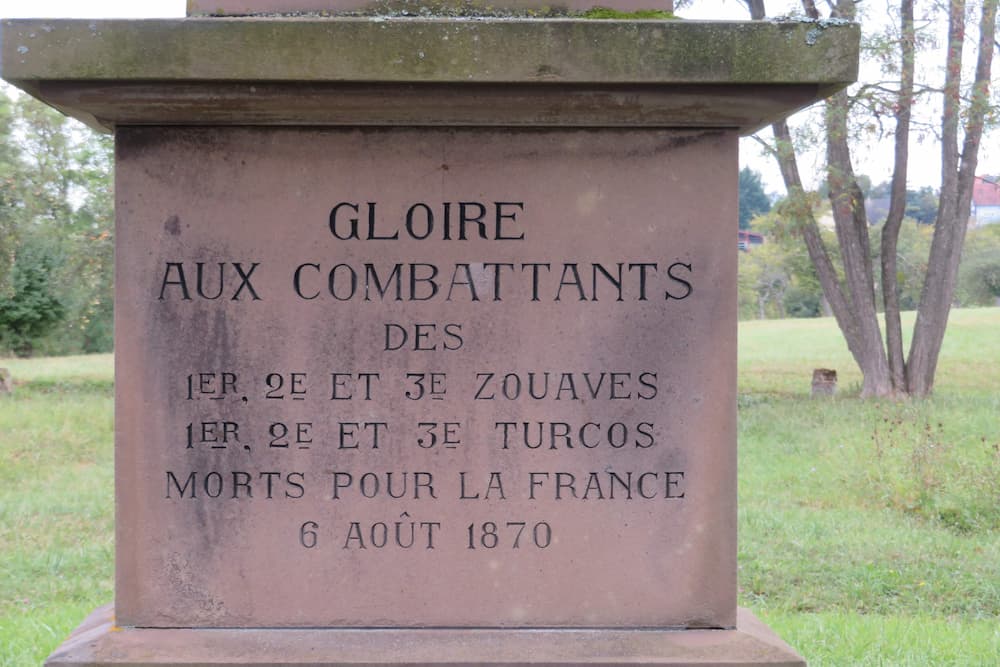 GLOIRE
AUX COMBATTANTS
DES
1ER, 2E ET 3E ZOUAVES
1ER, 2E ET 3E TURCOS
MORTS POUR LA FRANCE
6 AOÛT 1870